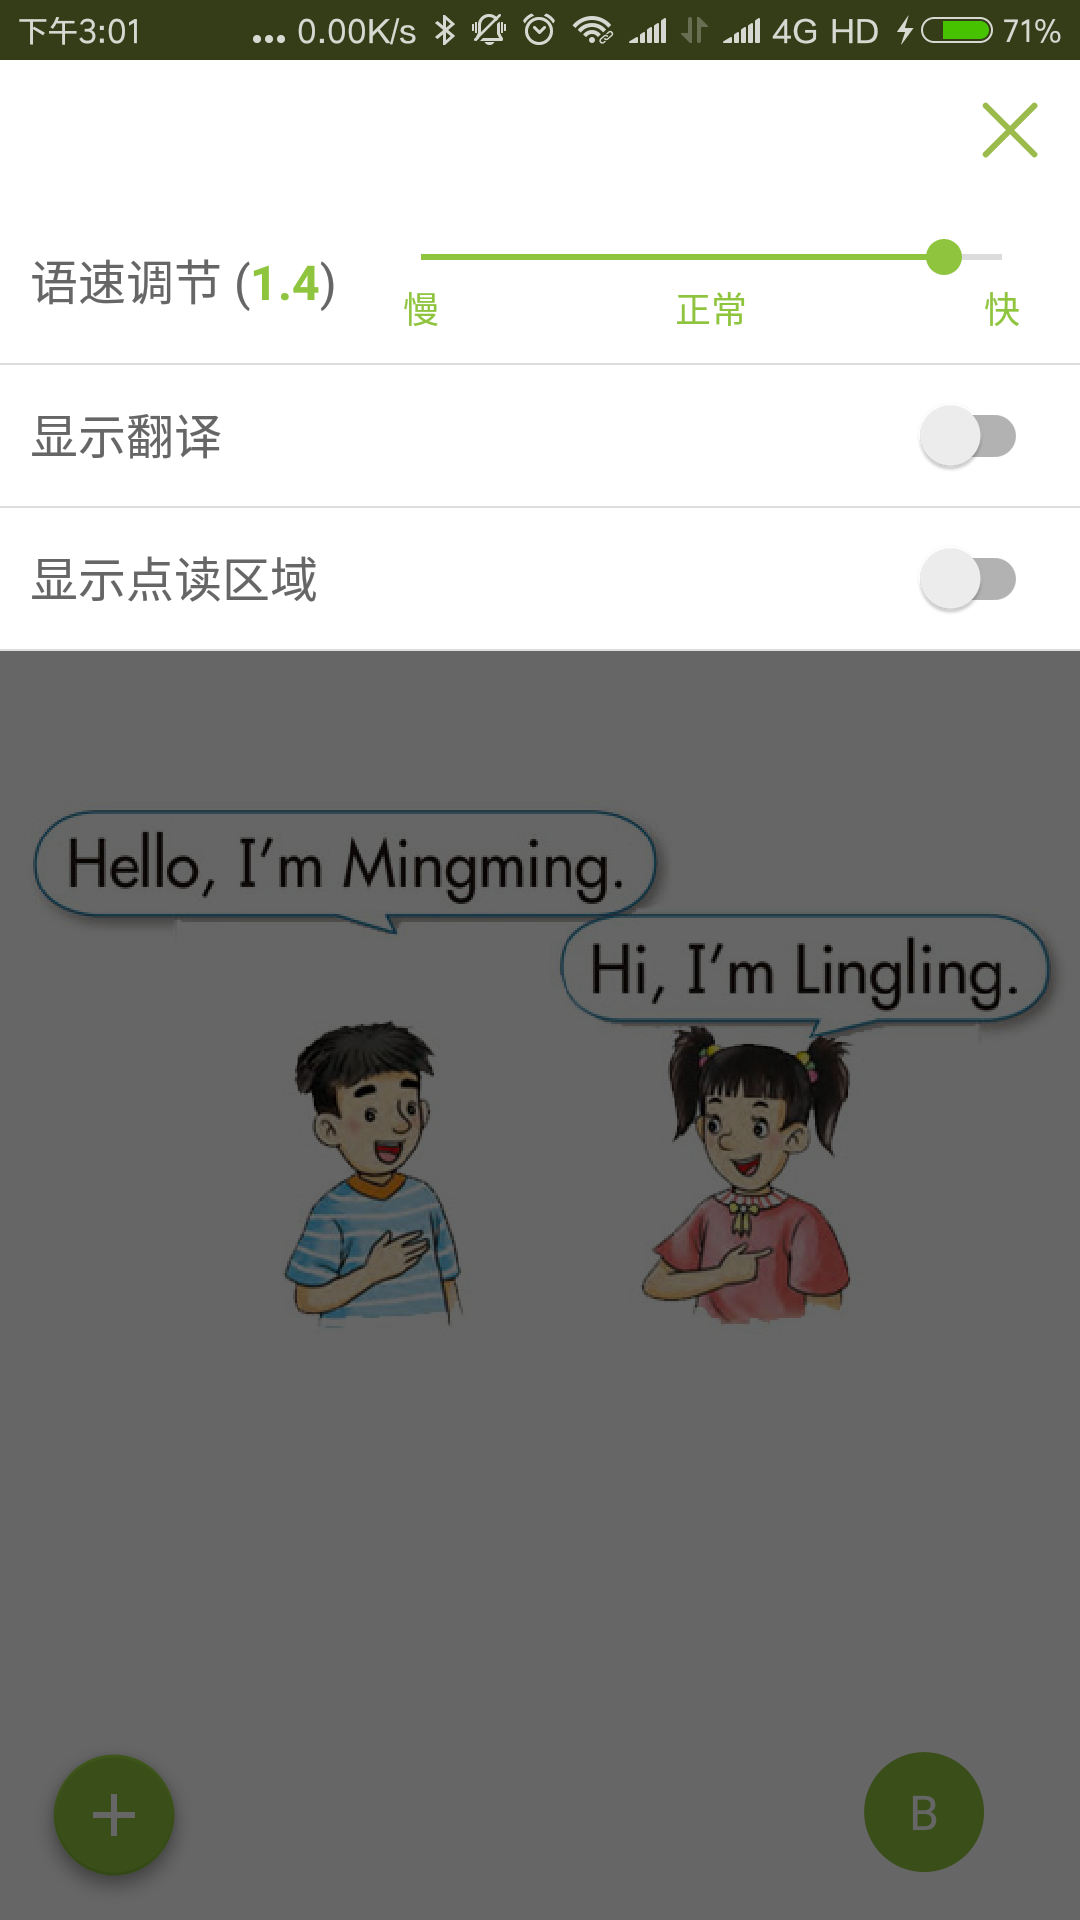 下午3:01 ... 0.00K/s 4G HD 71%
语速调节 (1.4)
慢 正常 快
显示翻译
显示点读区域
Hello, I'm Mingming.
Hi, I'm Lingling.
B